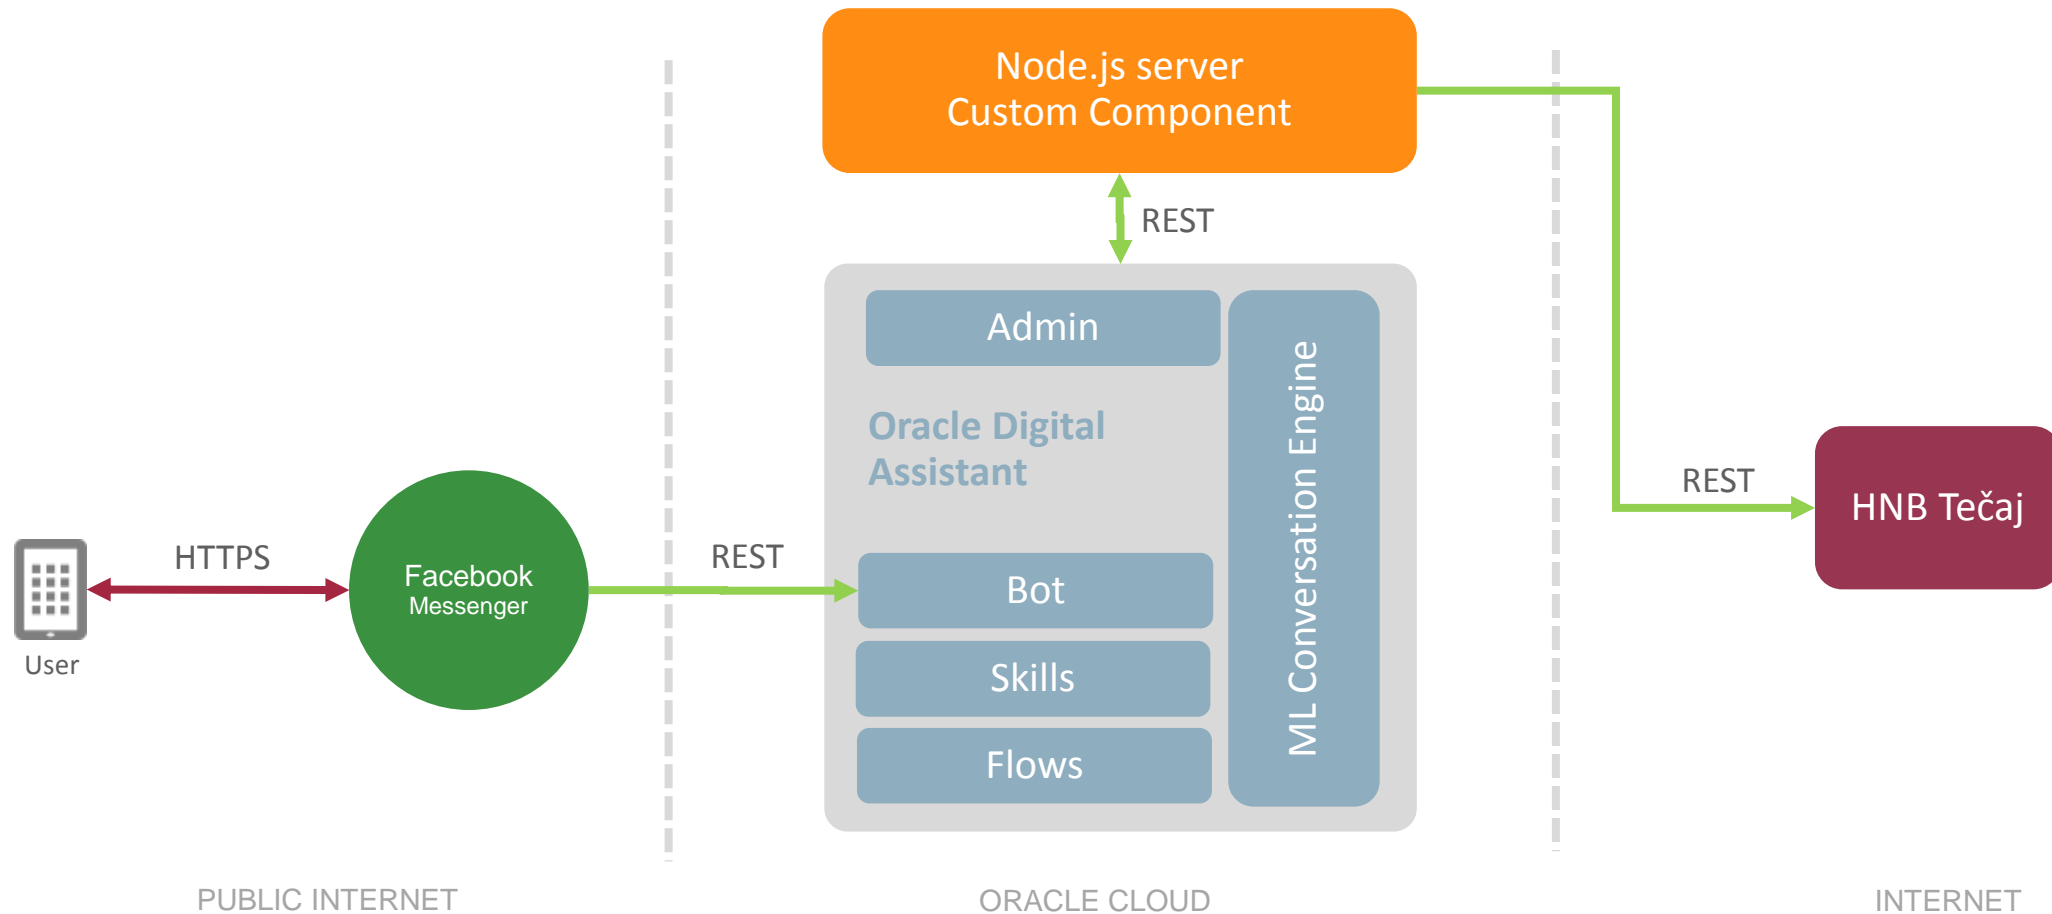 Node.js server
Custom Component
REST
Admin
Oracle Digital
Assistant
ML Conversation Engine
REST
HNB Tečaj
HTTPS
Facebook
Messenger
REST
Bot
User
Skills
Flows
PUBLIC INTERNET
ORACLE CLOUD
INTERNET